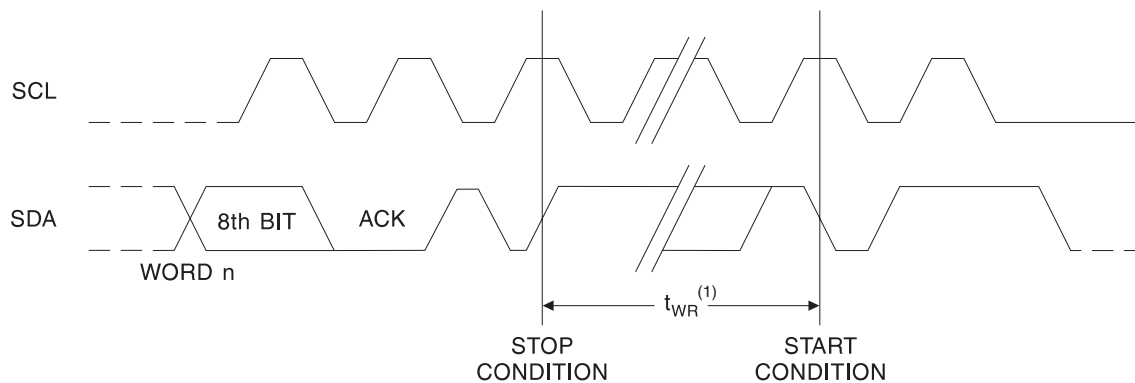 SCL
SDA
8th BIT
ACK
WORD n
tWR(1)
STOP
CONDITION
START
CONDITION